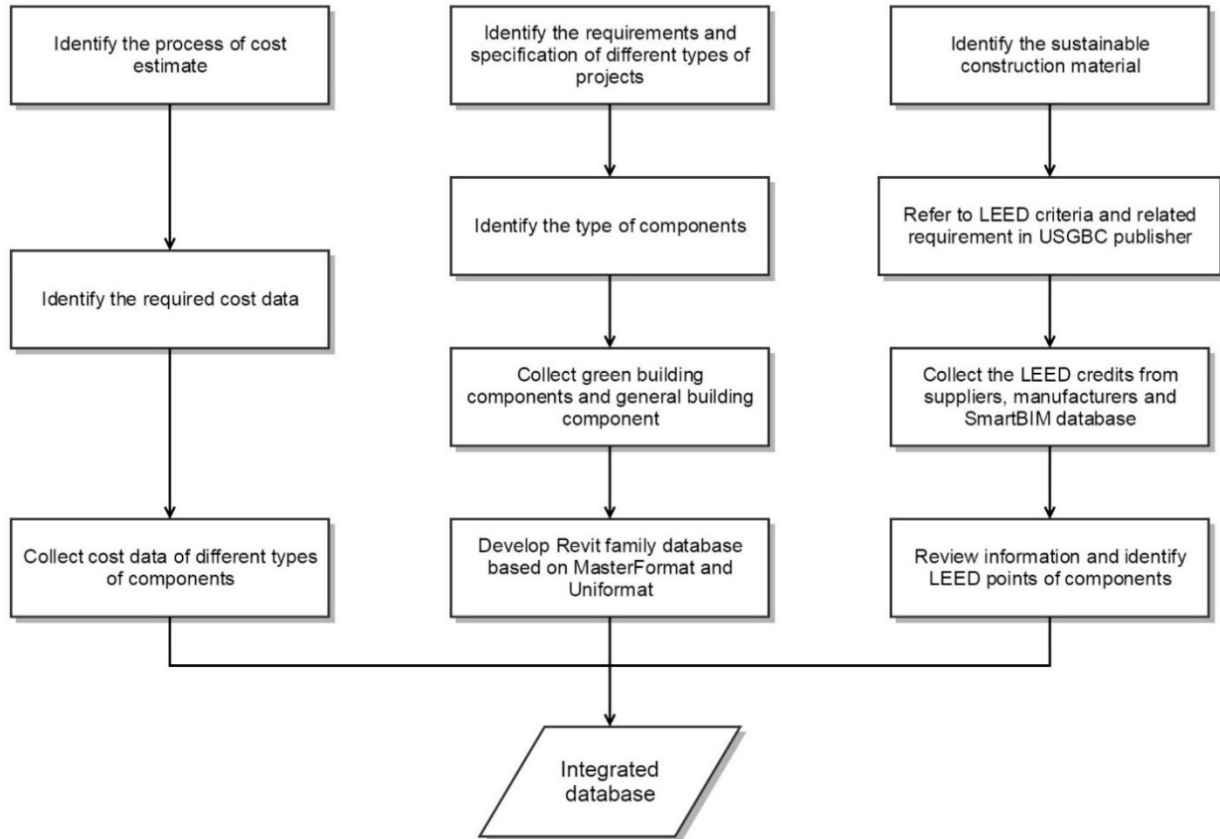 Identify the process of cost
estimate
Identify the required cost data
Collect cost data of different types
of components
Identify the requirements and
specification of different types of
projects
Identify the type of components
Collect green building
components and general building
component
Develop Revit family database
based on MasterFormat and
Uniformat
Identify the sustainable
construction material
Refer to LEED criteria and related
requirement in USGBC publisher
Collect the LEED credits from
suppliers, manufacturers and
SmartBIM database
Review information and identify
LEED points of components
Integrated
database